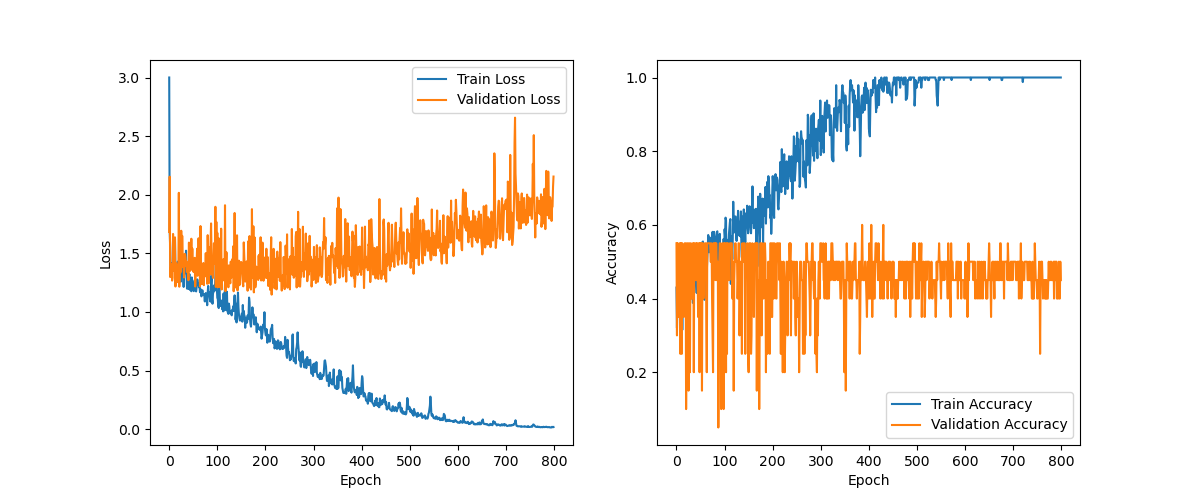 3.0
2.5
2.0
1.5
1.0
0.5
0.0
Loss
0 100 200 300 400 500 600 700 800
Epoch
Train Loss
Validation Loss
1.0
0.8
0.6
0.4
0.2
Accuracy
0 100 200 300 400 500 600 700 800
Epoch
Train Accuracy
Validation Accuracy